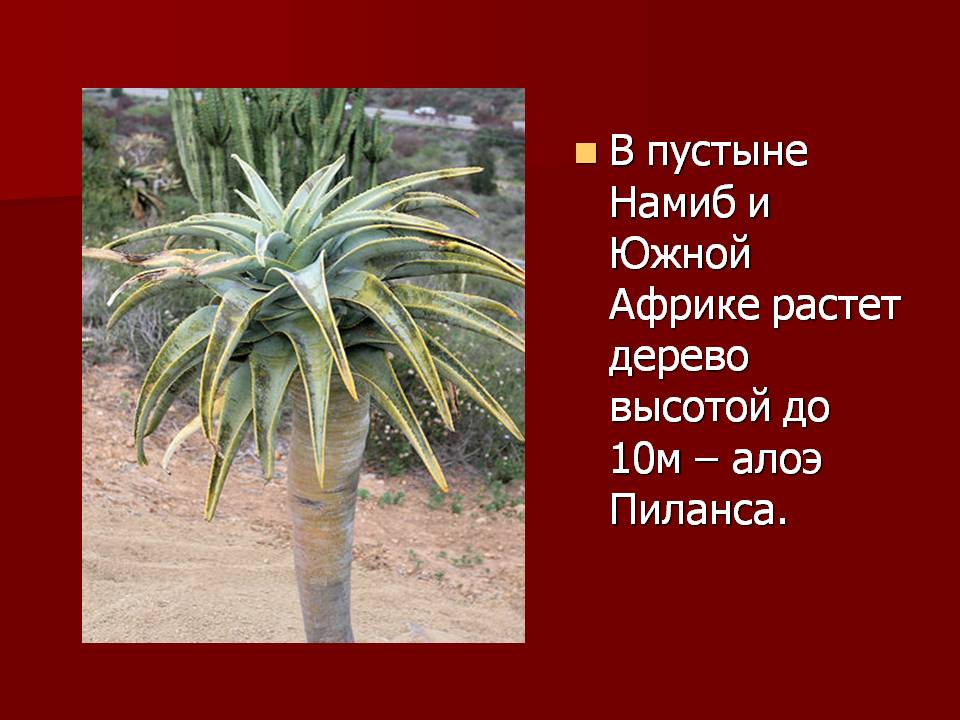 В пустыне
Намиб и
Южной
Африке растет
дерево
высотой до
10м – алоэ
Пиланса.